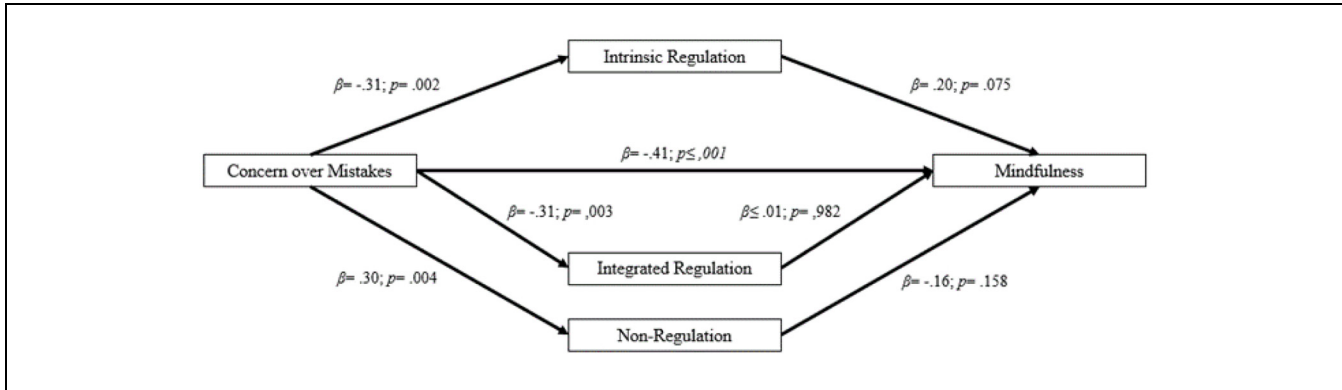 Intrinsic Regulation
β= -.31; p= .002
β= .20; p= .075
β= -.41; p≤ ,001
Concern over Mistakes
Mindfulness
β= -.31; p= ,003
β≤ .01; p= ,982
Integrated Regulation
β= .30; p= .004
β= -.16; p= .158
Non-Regulation